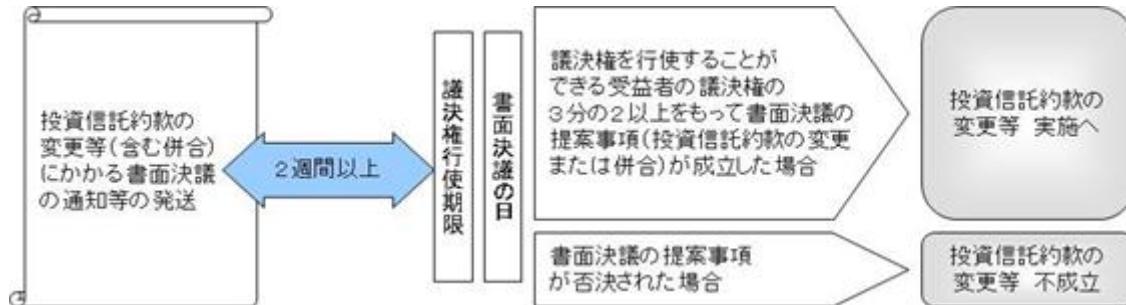 投資信託約款の
変更等(含む併合)
にかかる書面決議
の通知等の発送
2週間以上
議決権行使期限
書面決議の日
議決権を行使することが
できる受益者の議決権の
3分の2以上をもって書面決議の
提案事項(投資信託約款の変更
または併合)が成立した場合
投資信託約款の
変更等 実施へ
書面決議の提案事項
が否決された場合
投資信託約款の
変更等 不成立